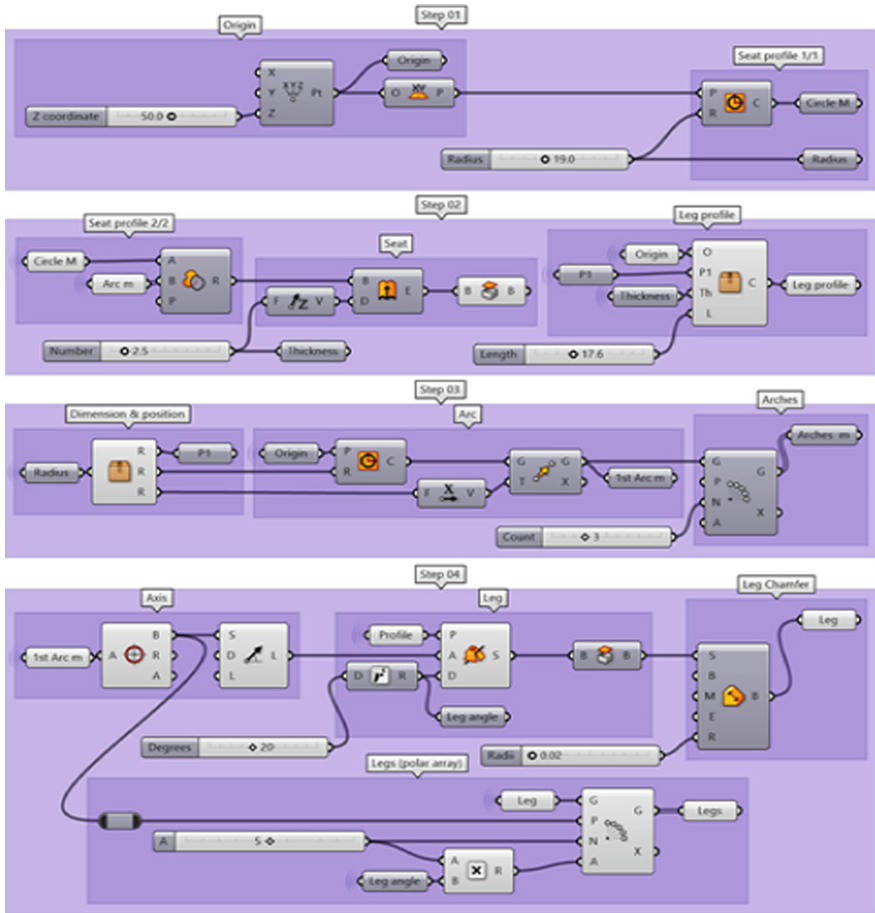 Step 01
Origin
X
Y
Z
XYZ
Pt
Z coordinate 50.0
Origin
O XY P
Radius 19.0
Seat profile 1/1
P
R
C
Circle M
Radius
Step 02
Seat profile 2/2
Circle M
Arc m
A
B
P
R
Number 2.5
Thickness
Seat
F Z V
B
D
E
B B
Leg profile
Origin
P1
Thickness
Length 17.6
O
P1
Th
L
C
Leg profile
Step 03
Dimension & position
Radius
R
R
R
P1
Arc
Origin
P
R
C
F X V
G
T
G
X
1st Arc m
Count 3
Arches
G
P
N
A
G
X
Arches m
Step 04
Axis
1st Arc m
A
B
R
A
S
D
L
L
Leg
Profile
D r° R
Leg angle
Degrees 20
P
A
D
S
B B
Radii 0.02
Leg Chamfer
S
B
M
E
R
B
Leg
Legs (polar array)
Leg
A 5
Leg angle
A
B
R
G
P
N
A
G
X
Legs